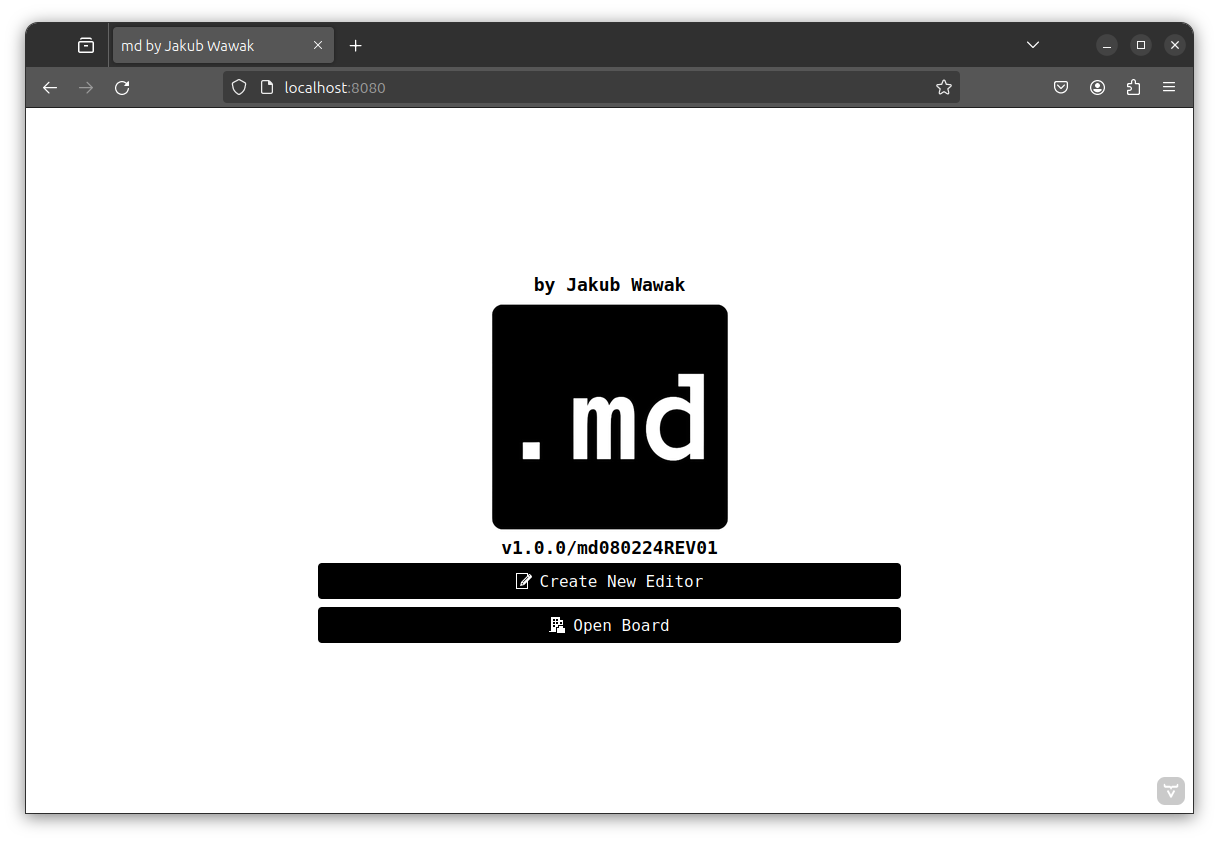 md by Jakub Wawak
localhost:8080
by Jakub Wawak
.md
v1.0.0/md080224REV01
Create New Editor
Open Board